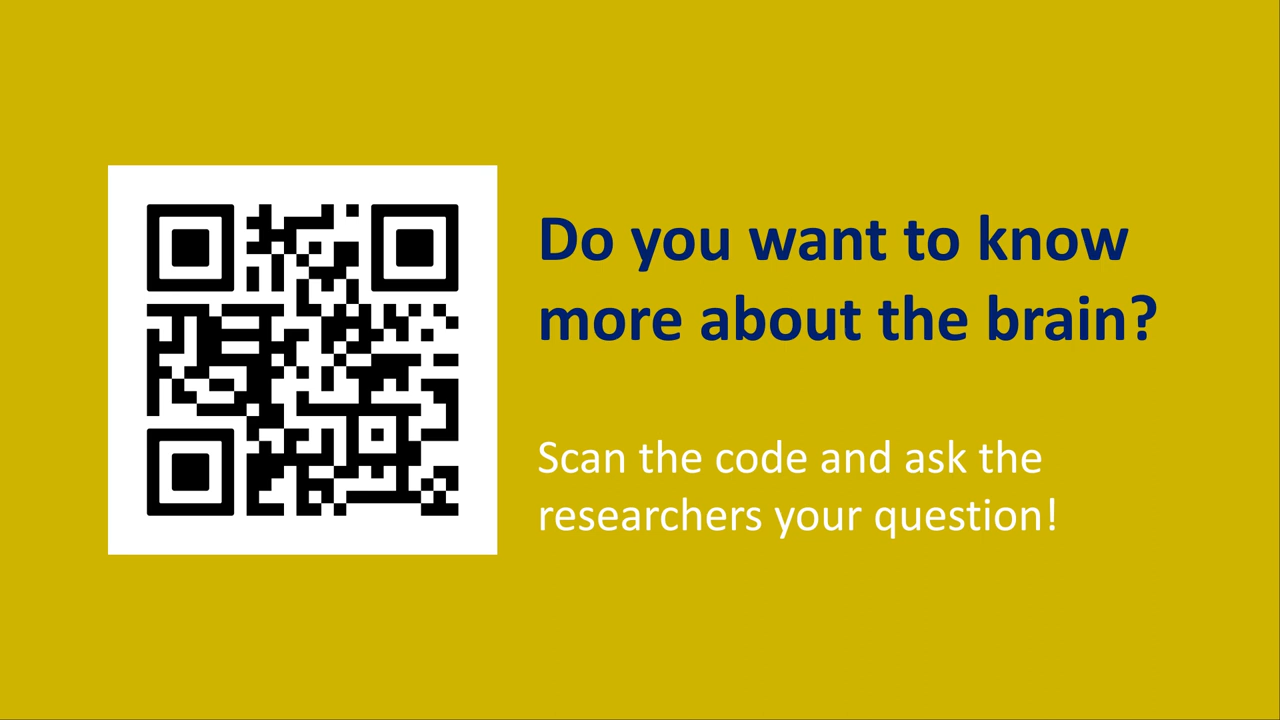 Do you want to know
more about the brain?
Scan the code and ask the
researchers your question!